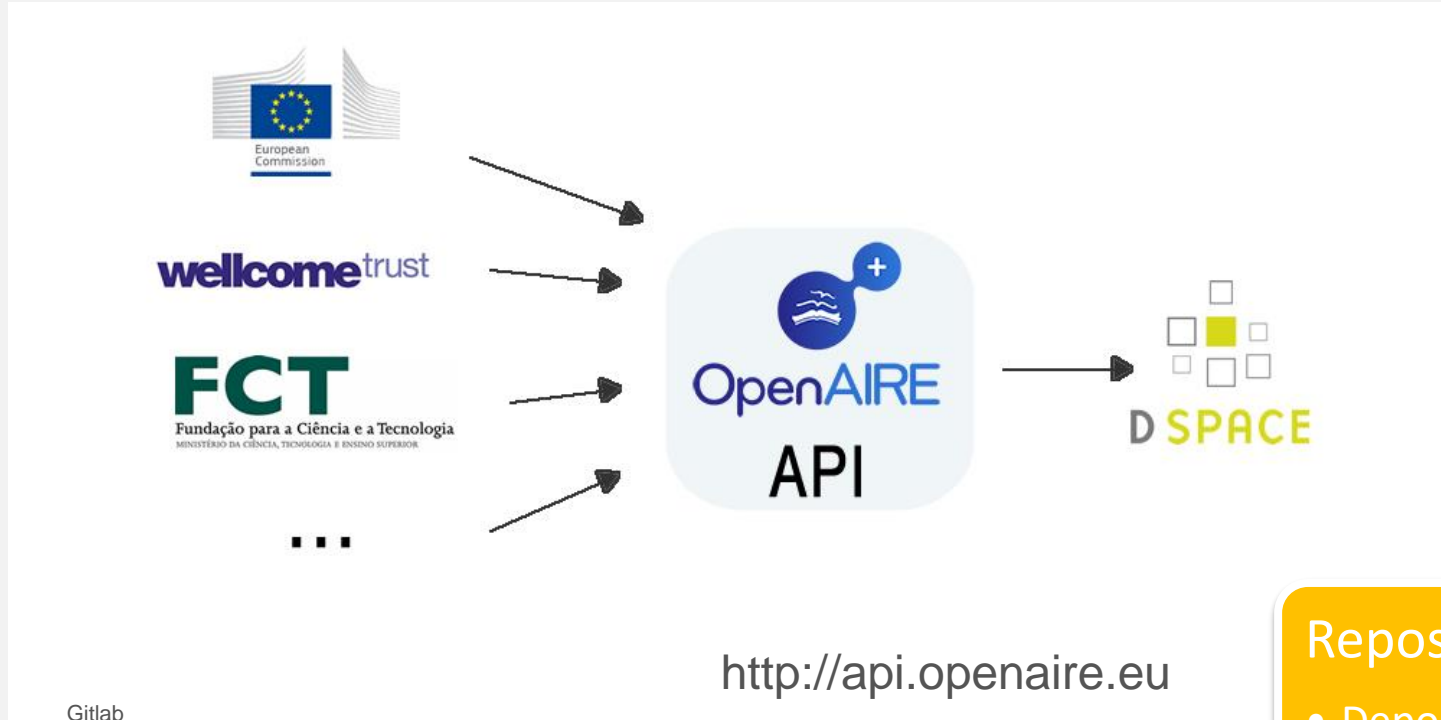 European
Commission
wellcometrust
FCT
Fundação para a Ciência e a Tecnologia
MINISTÉRIO DA CIÊNCIA, TECNOLOGIA E ENSINO SUPERIOR
...
+
OpenAIRE
API
DSPACE
http://api.openaire.eu
Repos
Gitlab